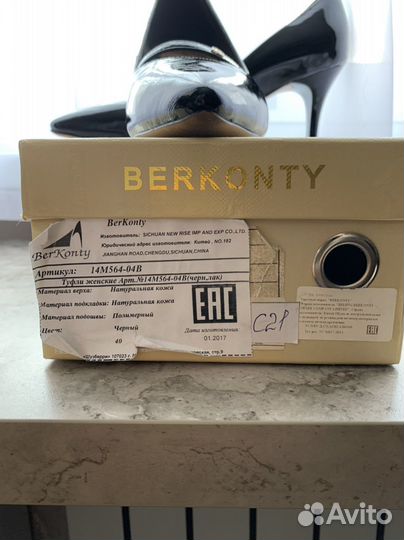 BERKONTY
BerKonty
BerKonty
Изготовитель: SICHUAN NEW RISE IMP AND EXP CO.,LTD.
Юридический адрес изготовителя: Китай, NO.182
JIANGHAN ROAD,CHENGDU,SICHUAN,CHINA
Артикул: 14M564-04B
Туфли женские Арт.№14M564-04B(черн.лак)
Материал верха: Натуральная кожа
Материал подкладки: Натуральная кожа
Материал подошвы: Полимерный
Цвет: Черный
40
EAC
Дата изготовления
01.2017
C21
Avito